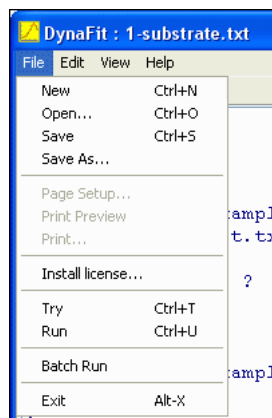 DynaFit : 1-substrate.txt
File Edit View Help
New Ctrl+N
Open... Ctrl+O
Save Ctrl+S
Save As...
Page Setup...
Print Preview
Print...
Install license...
Try Ctrl+T
Run Ctrl+U
Batch Run
Exit Alt-X
t.tx
?